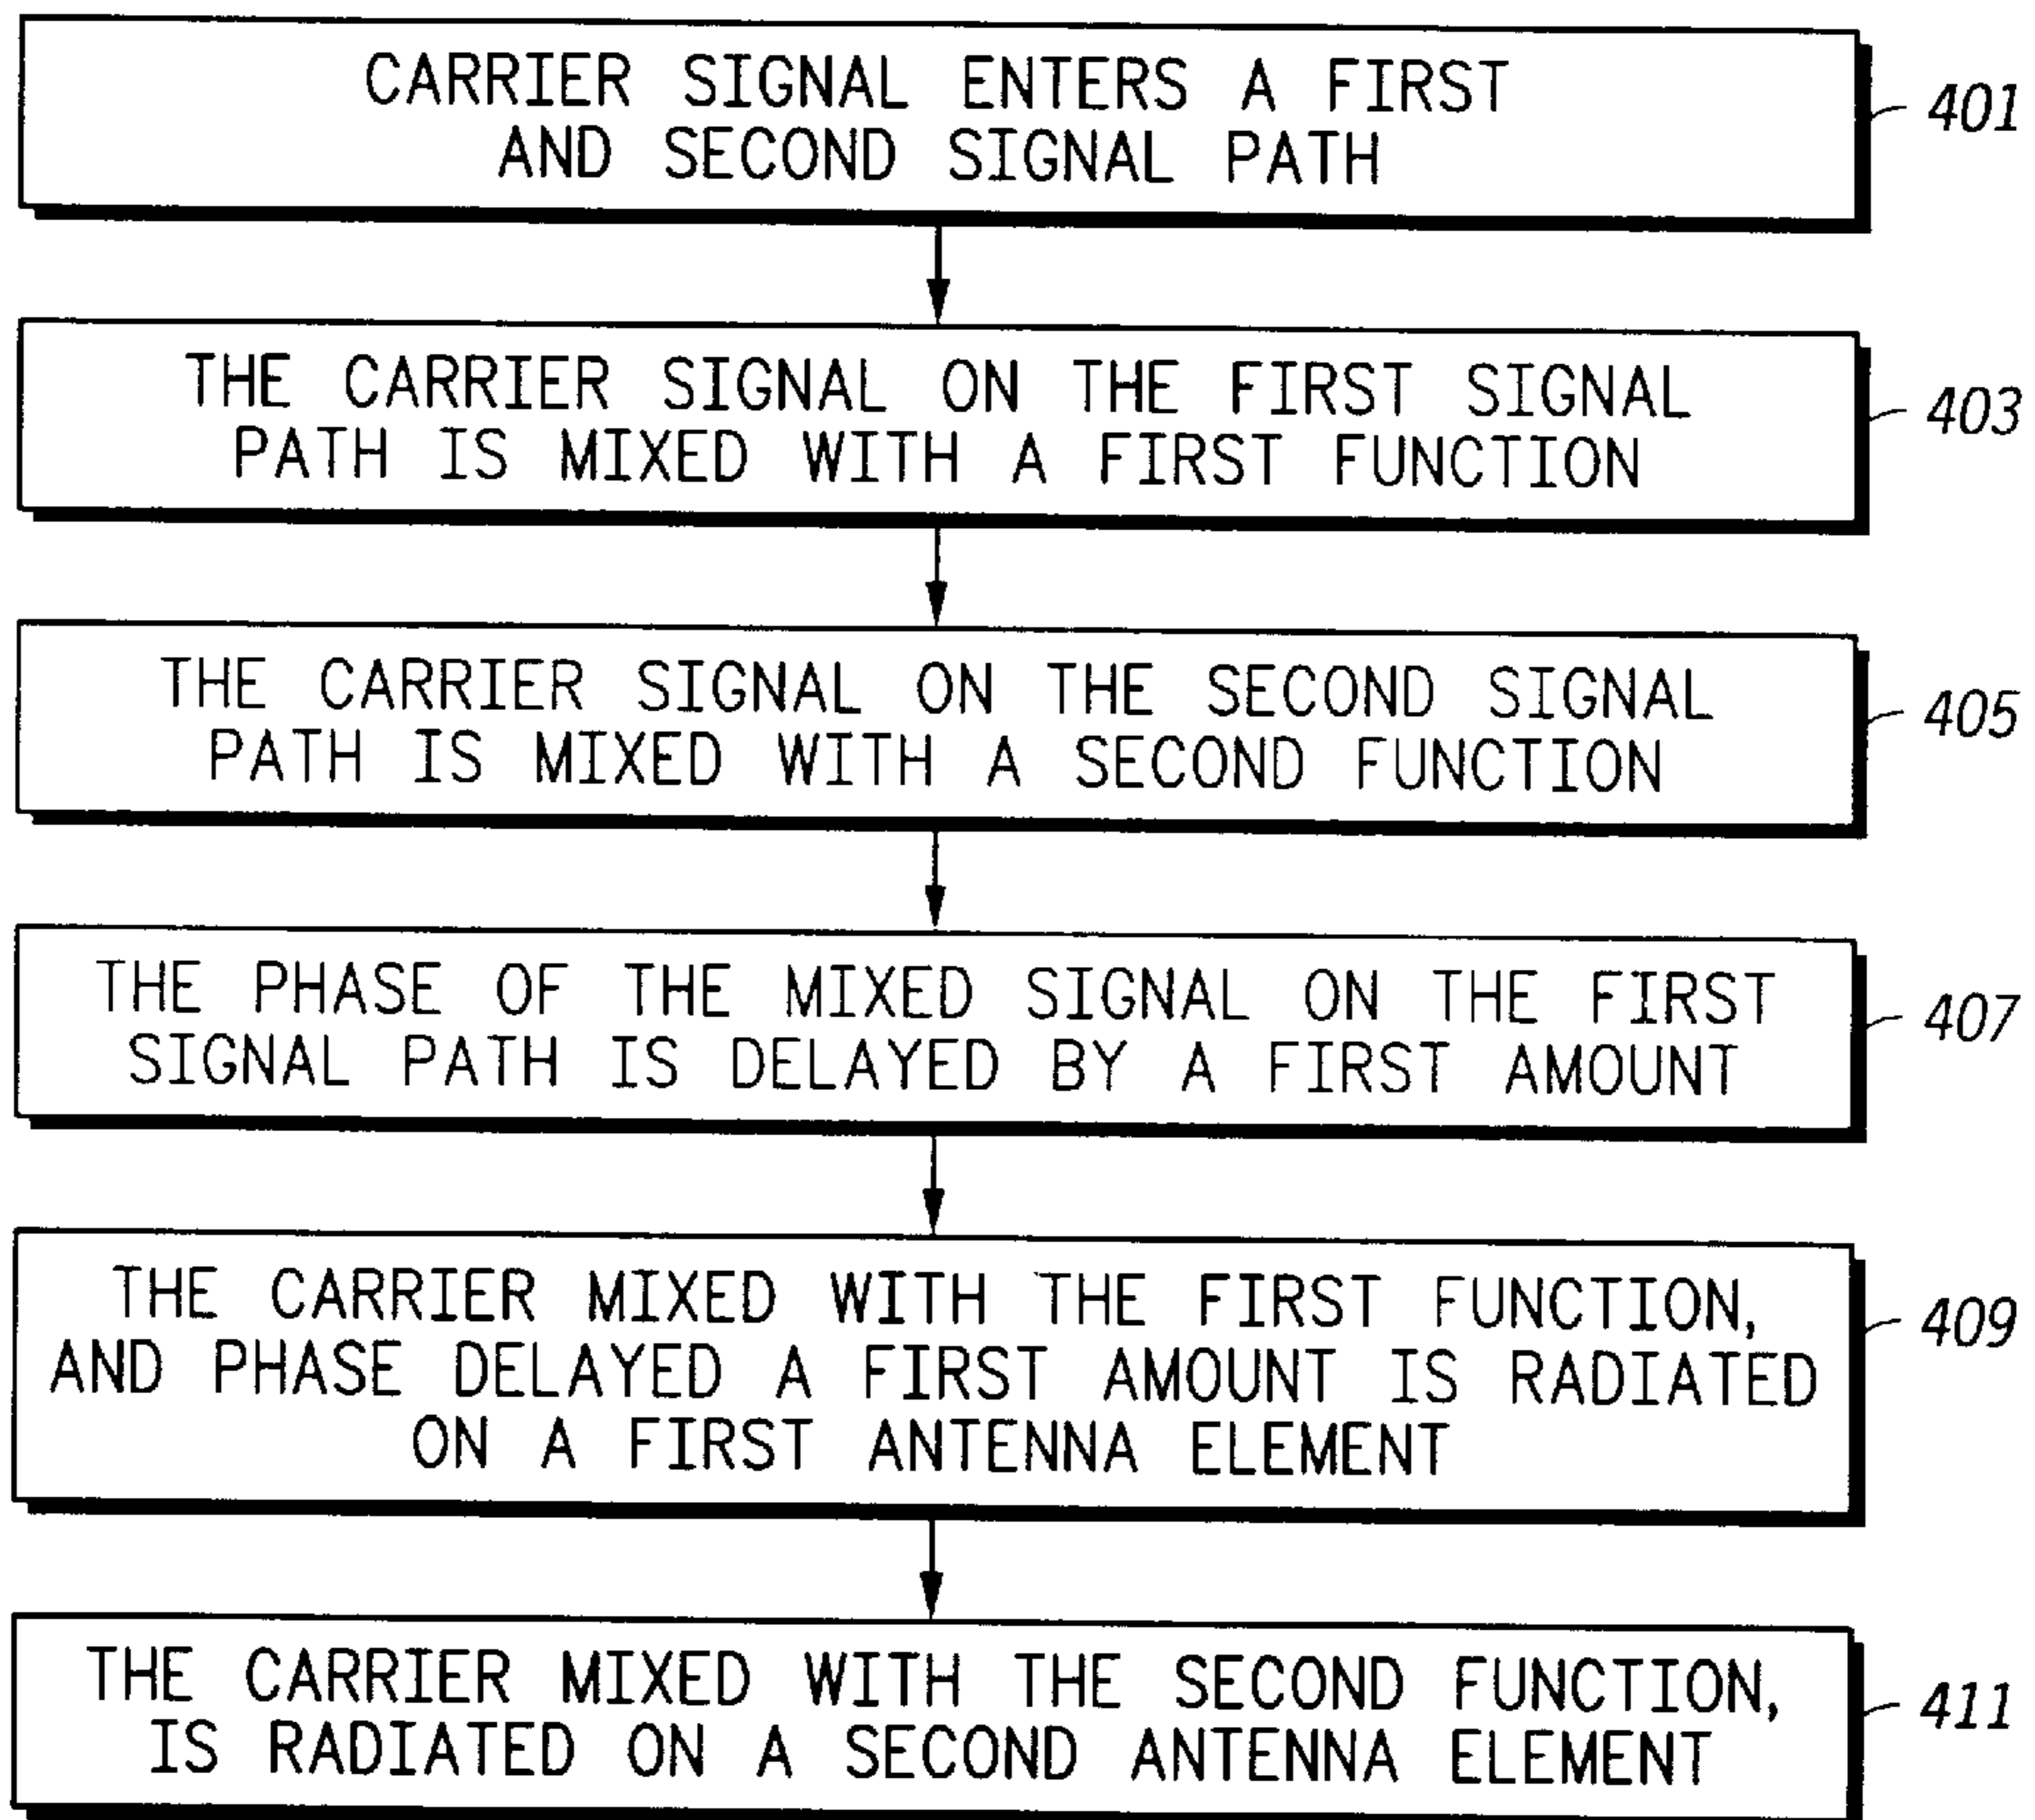 CARRIER SIGNAL ENTERS A FIRST
AND SECOND SIGNAL PATH
401
THE CARRIER SIGNAL ON THE FIRST SIGNAL
PATH IS MIXED WITH A FIRST FUNCTION
403
THE CARRIER SIGNAL ON THE SECOND SIGNAL
PATH IS MIXED WITH A SECOND FUNCTION
405
THE PHASE OF THE MIXED SIGNAL ON THE FIRST
SIGNAL PATH IS DELAYED BY A FIRST AMOUNT
407
THE CARRIER MIXED WITH THE FIRST FUNCTION,
AND PHASE DELAYED A FIRST AMOUNT IS RADIATED
ON A FIRST ANTENNA ELEMENT
409
THE CARRIER MIXED WITH THE SECOND FUNCTION,
IS RADIATED ON A SECOND ANTENNA ELEMENT
411